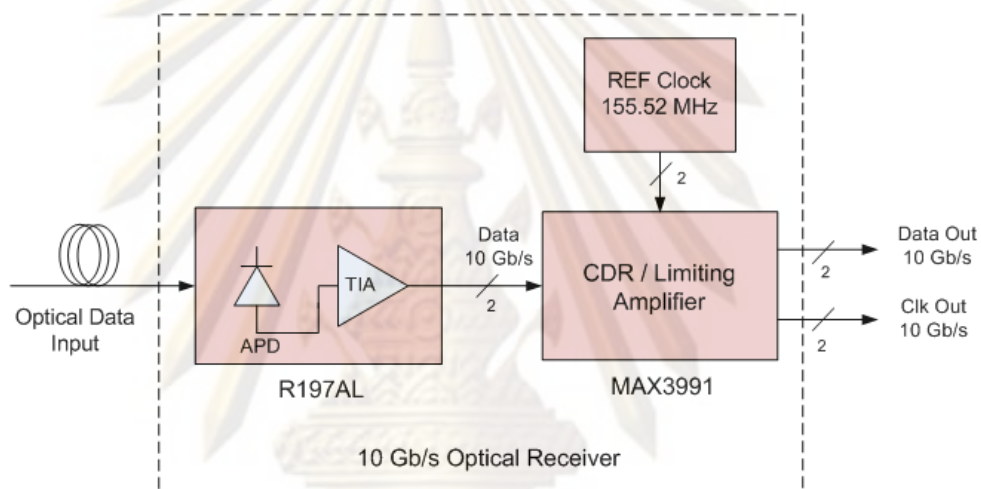 REF Clock
155.52 MHz
2
Data
10 Gb/s
2
TIA
APD
CDR / Limiting
Amplifier
Optical Data
Input
Data Out
10 Gb/s
2
Clk Out
10 Gb/s
2
R197AL
MAX3991
10 Gb/s Optical Receiver